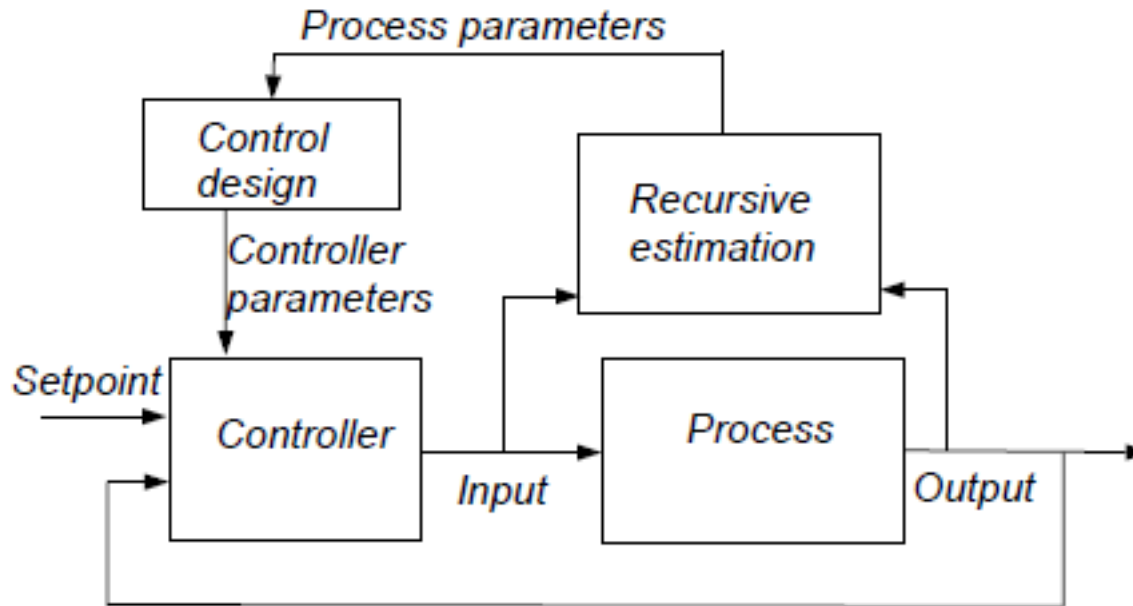 Process parameters
Control
design
Recursive
estimation
Controller
parameters
Setpoint
Controller
Process
Input
Output